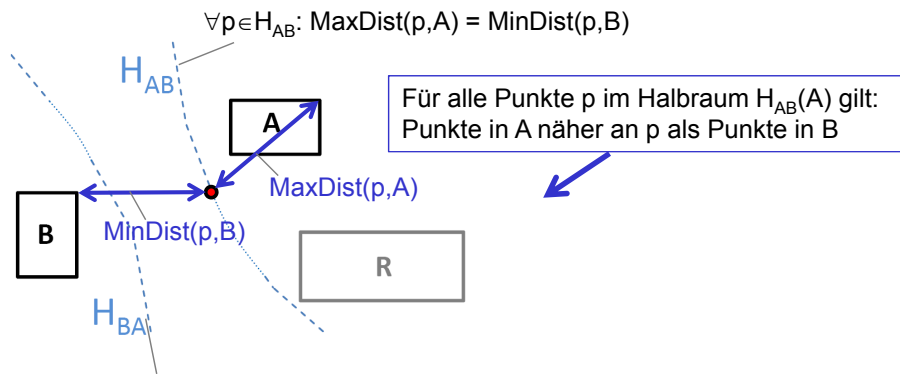 ∀p∈H_AB: MaxDist(p,A) = MinDist(p,B)
H_AB
Für alle Punkte p im Halbraum H_AB(A) gilt:
Punkte in A näher an p als Punkte in B
A
MaxDist(p,A)
B
MinDist(p,B)
R
H_BA